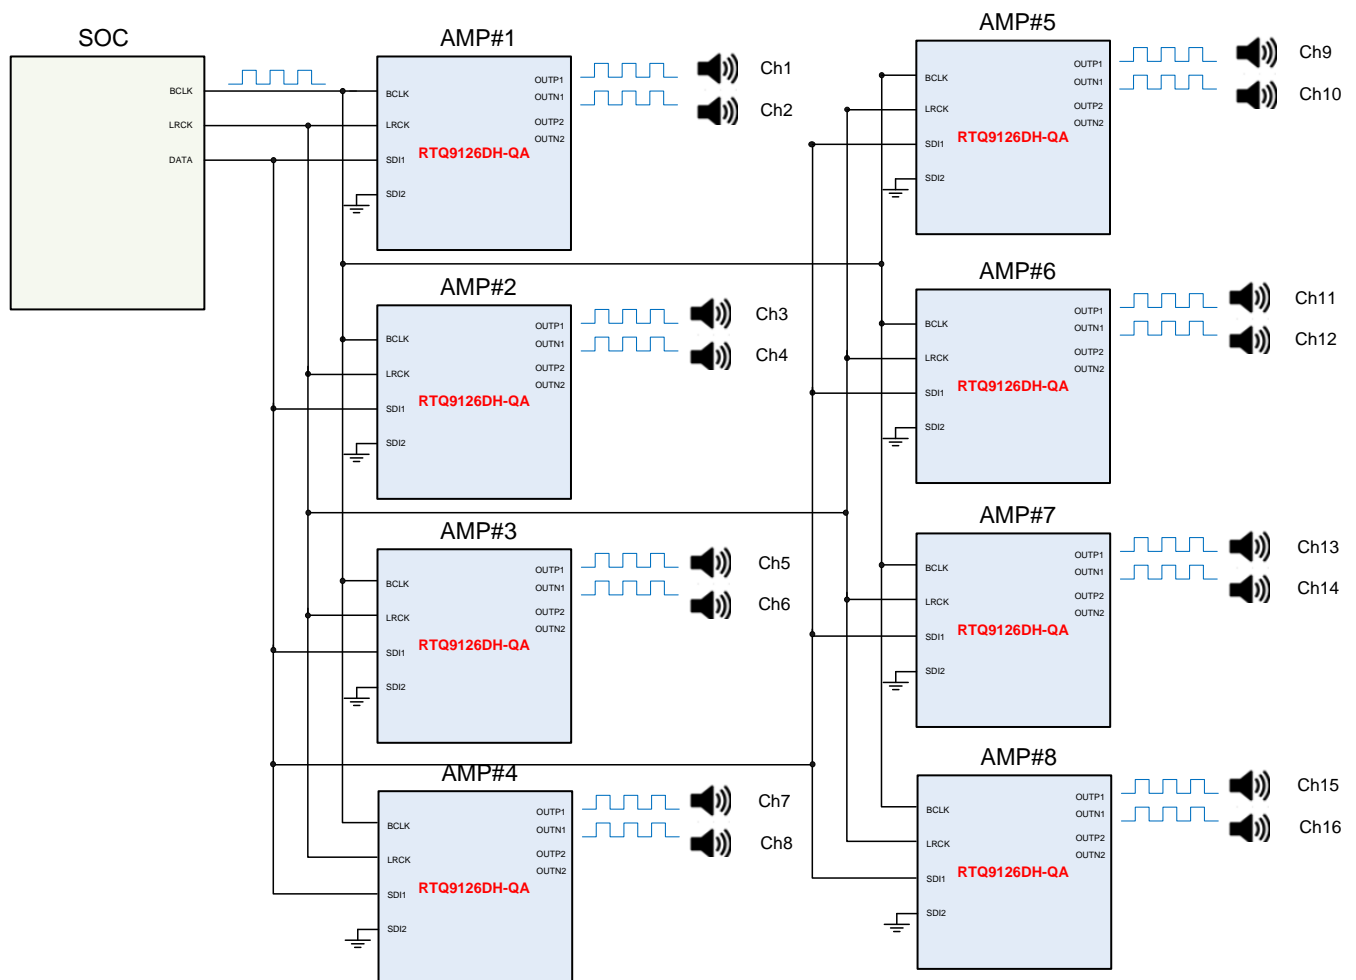 SOC
BCLK
LRCK
DATA
AMP#1
BCLK
LRCK
SDI1
SDI2
OUTP1
OUTN1
OUTP2
OUTN2
RTQ9126DH-QA
Ch1
Ch2
AMP#2
BCLK
LRCK
SDI1
SDI2
OUTP1
OUTN1
OUTP2
OUTN2
RTQ9126DH-QA
Ch3
Ch4
AMP#3
BCLK
LRCK
SDI1
SDI2
OUTP1
OUTN1
OUTP2
OUTN2
RTQ9126DH-QA
Ch5
Ch6
AMP#4
BCLK
LRCK
SDI1
SDI2
OUTP1
OUTN1
OUTP2
OUTN2
RTQ9126DH-QA
Ch7
Ch8
AMP#5
BCLK
LRCK
SDI1
SDI2
OUTP1
OUTN1
OUTP2
OUTN2
RTQ9126DH-QA
Ch9
Ch10
AMP#6
BCLK
LRCK
SDI1
SDI2
OUTP1
OUTN1
OUTP2
OUTN2
RTQ9126DH-QA
Ch11
Ch12
AMP#7
BCLK
LRCK
SDI1
SDI2
OUTP1
OUTN1
OUTP2
OUTN2
RTQ9126DH-QA
Ch13
Ch14
AMP#8
BCLK
LRCK
SDI1
SDI2
OUTP1
OUTN1
OUTP2
OUTN2
RTQ9126DH-QA
Ch15
Ch16